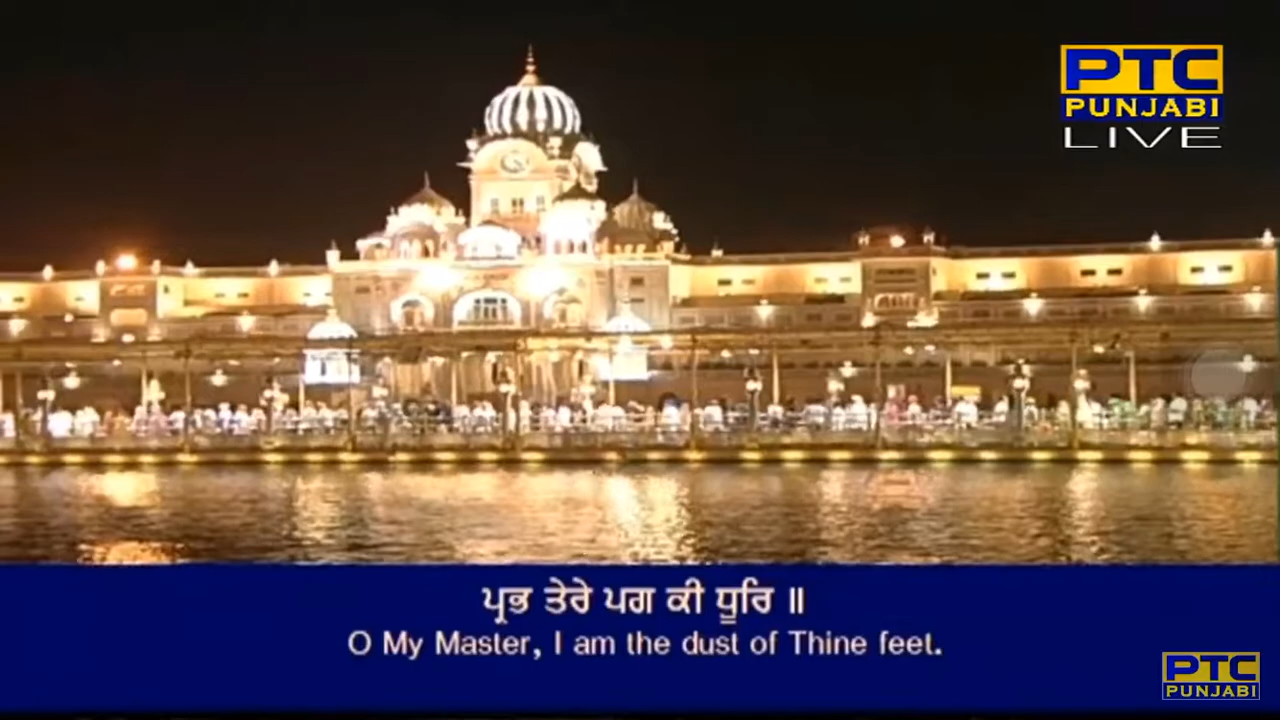 PTC
PUNJABI
LIVE
ਪ੍ਰਭ ਤੇਰੇ ਪਗ ਕੀ ਧੂਰਿ ॥
O My Master, I am the dust of Thine feet.
PTC
PUNJABI